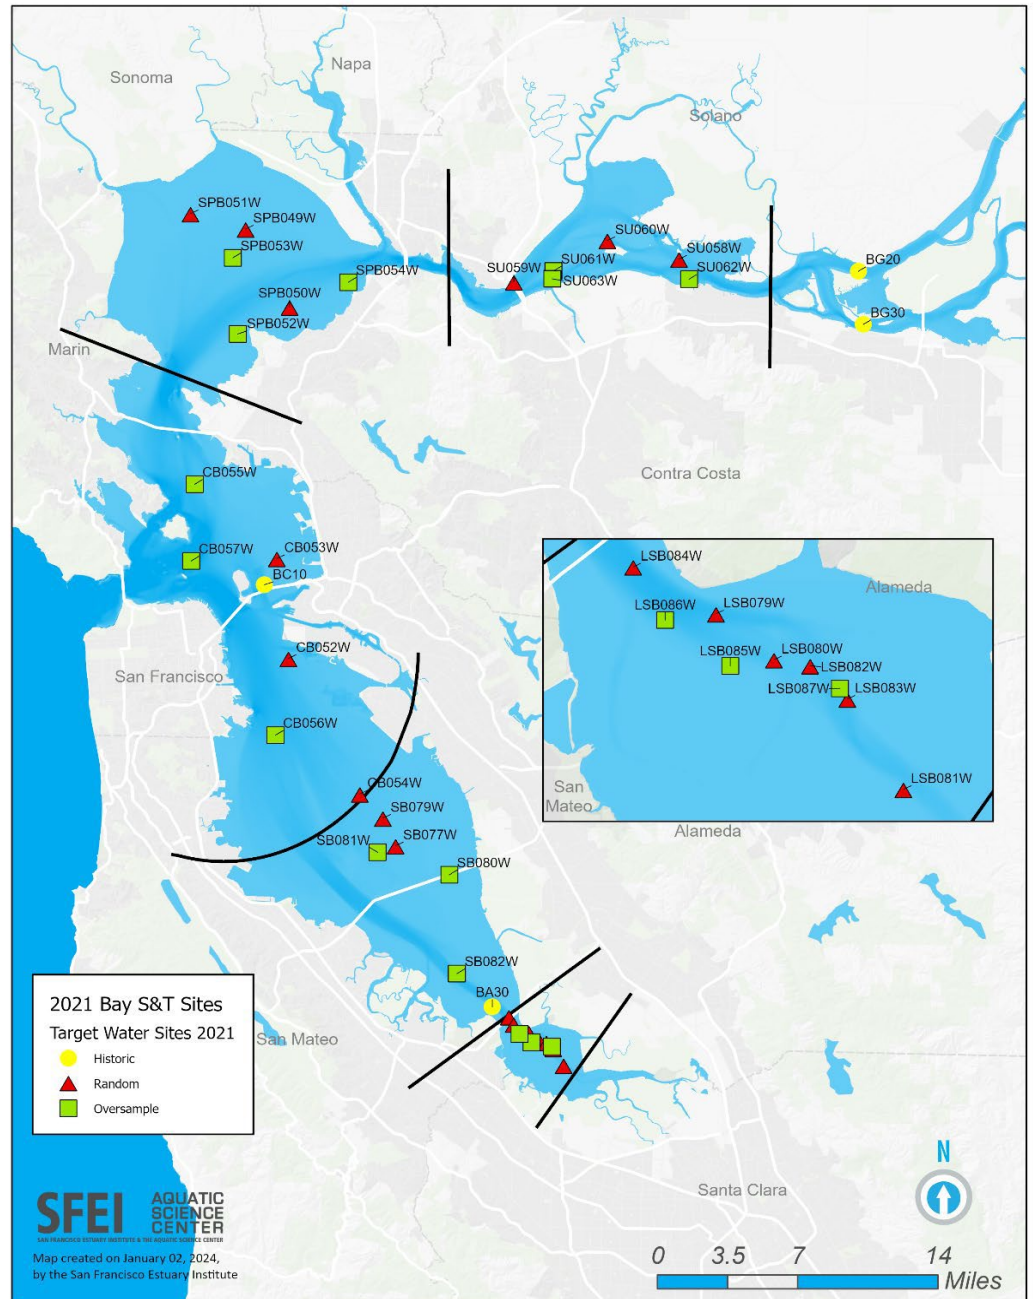 Sonoma
Napa
Solano
SPB051W
SPB049W
SPB053W
SPB054W
SPB050W
SPB052W
SU060W
SU058W
SU061W
SU059W
SU062W
SU063W
BG20
BG30
Marin
CB055W
Contra Costa
CB057W
CB053W
BC10
CB052W
San Francisco
CB056W
CB054W
SB079W
SB081W
SB077W
SB080W
SB082W
BA30
LSB084W
Alameda
LSB086W
LSB079W
LSB080W
LSB085W
LSB082W
LSB087W
LSB083W
LSB081W
San
Mateo
Alameda
San Mateo
Santa Clara
2021 Bay S&T Sites
Target Water Sites 2021
Historic
Random
Oversample
SFEI
AQUATIC
SCIENCE
CENTER
SAN FRANCISCO ESTUARY INSTITUTE & THE AQUATIC SCIENCE CENTER
Map created on January 02, 2024,
by the San Francisco Estuary Institute
N
0 3.5 7 14
Miles